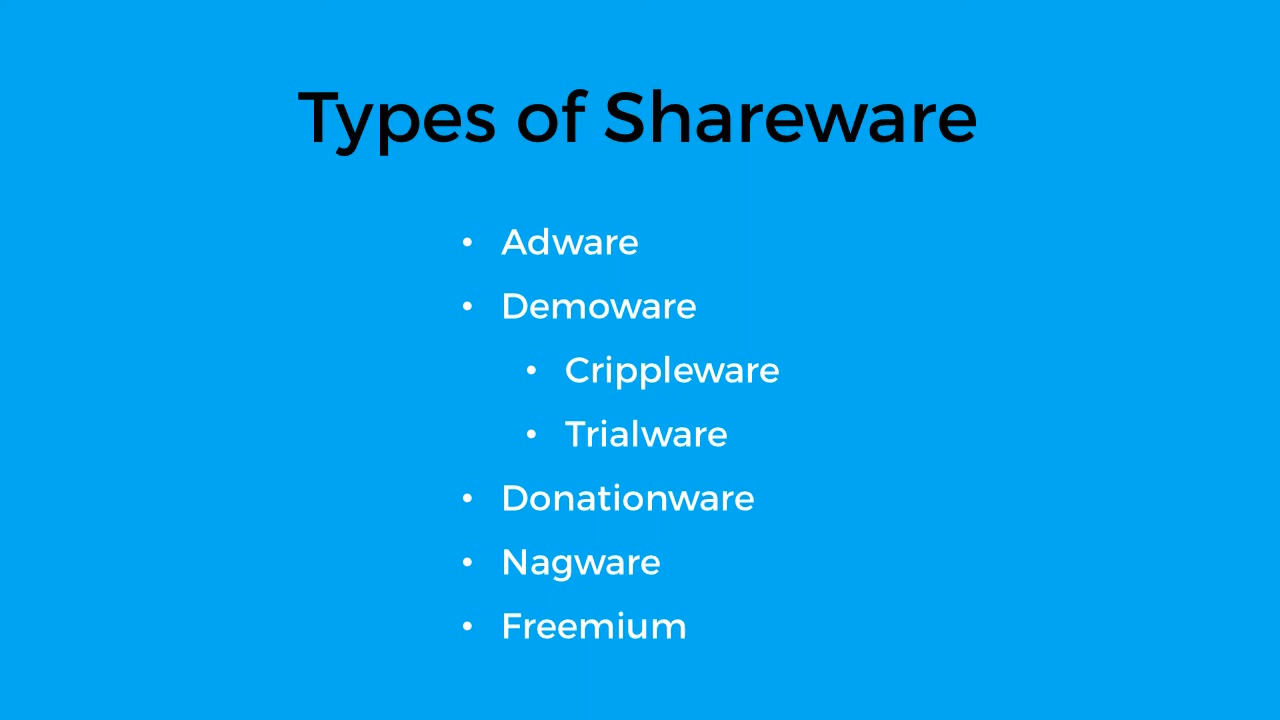 Types of Shareware
• Adware
• Demoware
• Crippleware
• Trialware
• Donationware
• Nagware
• Freemium